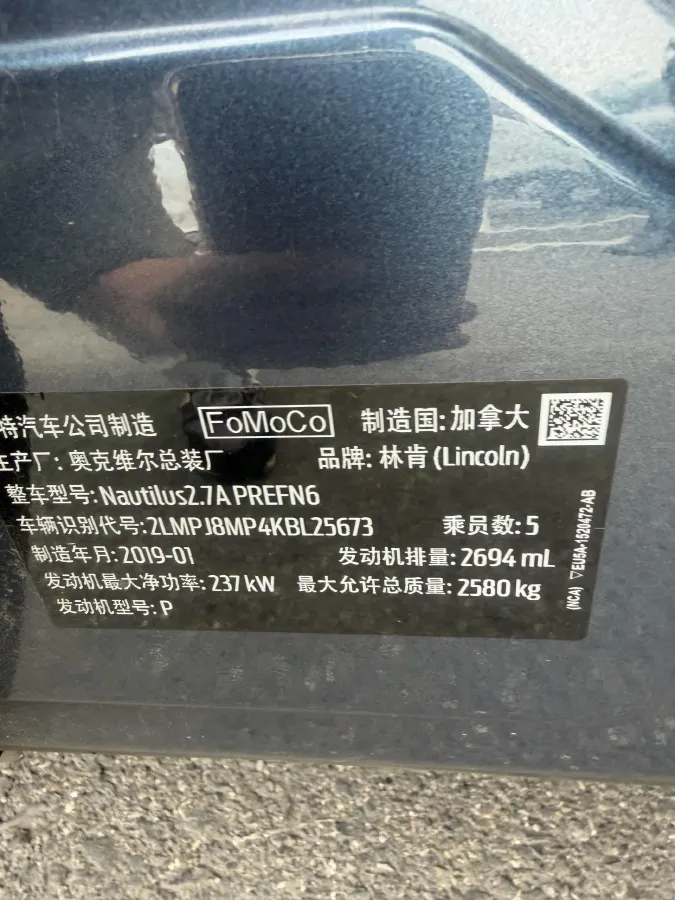 特汽车公司制造 FoMoCo 制造国:加拿大
生产厂:奥克维尔总装厂 品牌:林肯(Lincoln)
整车型号:Nautilus2.7A PREFN6
车辆识别代号:2LMPJ8MP4KBL25673 乘员数:5
制造年月:2019-01 发动机排量:2694 mL
发动机最大净功率:237 kW 最大允许总质量:2580 kg
发动机型号:P
(NCA) ▽EU5A-1520472-AB